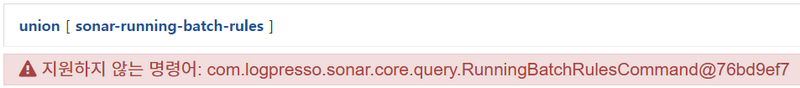 union [ sonar-running-batch-rules ]
지원하지 않는 명령어: com.logpresso.sonar.core.query.RunningBatchRulesCommand@76bd9ef7